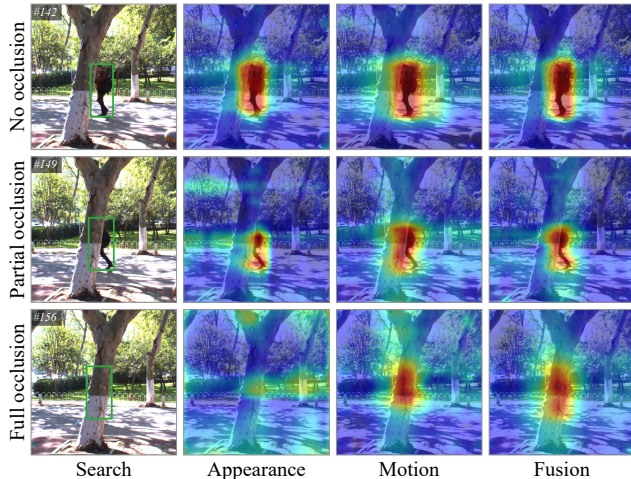 No occlusion
#142
Partial occlusion
#149
Full occlusion
#156
Search Appearance Motion Fusion